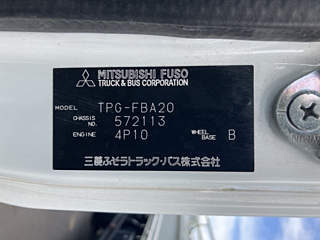 MITSUBISHI FUSO
TRUCK & BUS CORPORATION
MODEL TPG-FBA20
CHASSIS NO. 572113
ENGINE 4P10 WHEEL BASE B
三菱ふそうトラック・バス株式会社